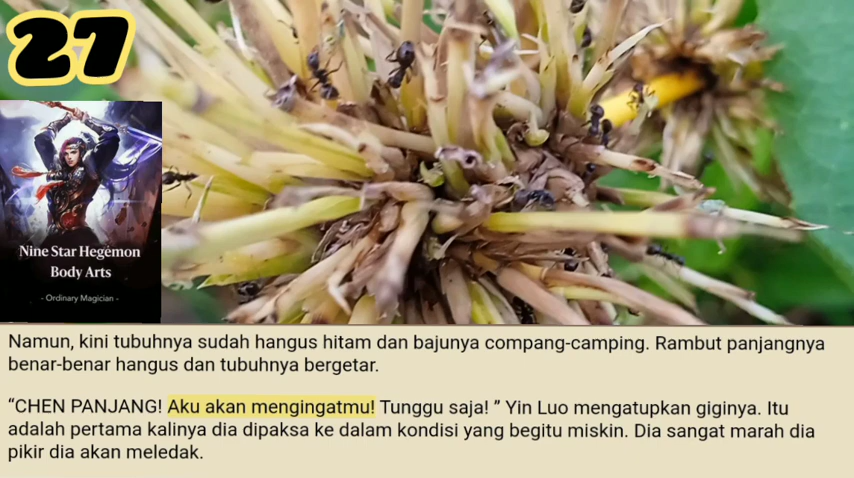 27
Nine Star Hegemon
Body Arts
- Ordinary Magician -
Namun, kini tubuhnya sudah hangus hitam dan bajunya compang-camping. Rambut panjangnya
benar-benar hangus dan tubuhnya bergetar.
“CHEN PANJANG! Aku akan mengingatmu! Tunggu saja! ” Yin Luo mengatupkan giginya. Itu
adalah pertama kalinya dia dipaksa ke dalam kondisi yang begitu miskin. Dia sangat marah dia
pikir dia akan meledak.